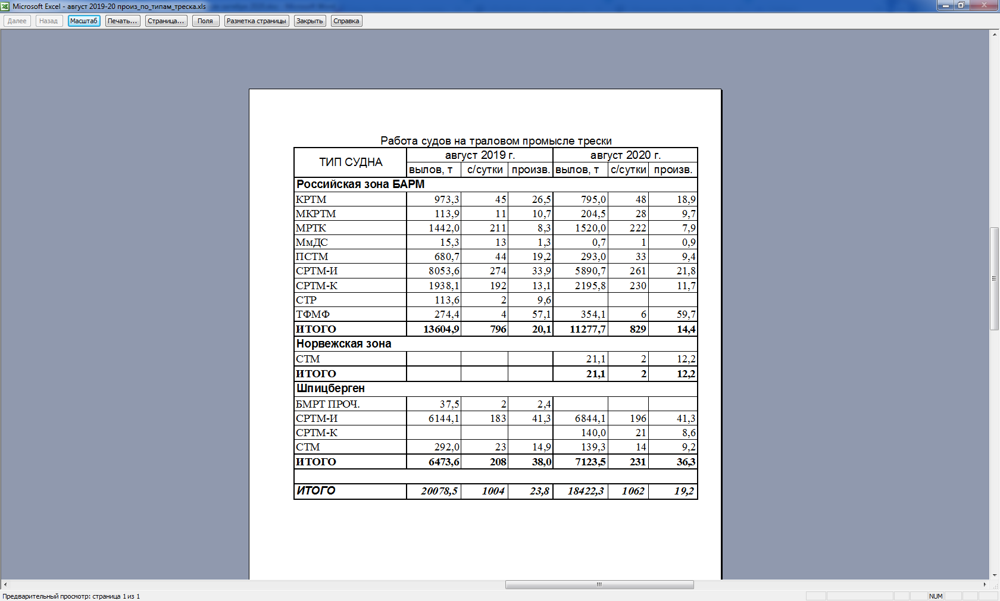 Microsoft Excel - август 2019-20 произ_по_типам_треска.xls
Далее Назад Масштаб Печать... Страница... Поля Разметка страницы Закрыть Справка
Работа судов на траловом промысле трески
ТИП СУДНА август 2019 г. август 2020 г.
вылов, т с/сутки произв. вылов, т с/сутки произв.
Российская зона БАРМ
КРТМ 973,3 45 26,5 795,0 48 18,9
МКРТМ 113,9 11 10,7 204,5 28 9,7
МРТК 1442,0 211 8,3 1520,0 222 7,9
МмДС 15,3 13 1,3 0,7 1 0,9
ПСТМ 680,7 44 19,2 293,0 33 9,4
СРТМ-И 8053,6 274 33,9 5890,7 261 21,8
СРТМ-К 1938,1 192 13,1 2195,8 230 11,7
СТР 113,6 2 9,6
ТФМФ 274,4 4 57,1 354,1 6 59,7
ИТОГО 13604,9 796 20,1 11277,7 829 14,4
Норвежская зона
СТМ 21,1 2 12,2
ИТОГО 21,1 2 12,2
Шпицберген
БМРТ ПРОЧ. 37,5 2 2,4
СРТМ-И 6144,1 183 41,3 6844,1 196 41,3
СРТМ-К 140,0 21 8,6
СТМ 292,0 23 14,9 139,3 14 9,2
ИТОГО 6473,6 208 38,0 7123,5 231 36,3
ИТОГО 20078,5 1004 23,8 18422,3 1062 19,2
Предварительный просмотр: страница 1 из 1 NUM